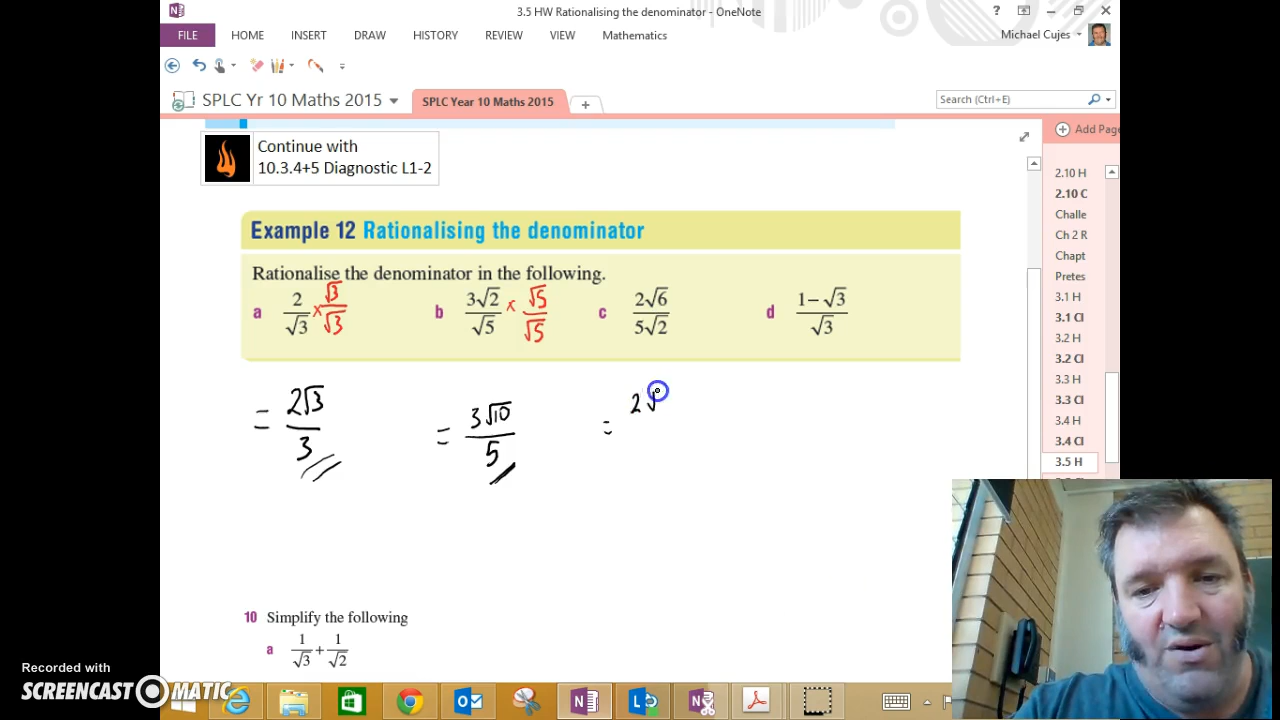 3.5 HW Rationalising the denominator - OneNote
Michael Cujes
FILE HOME INSERT DRAW HISTORY REVIEW VIEW Mathematics
SPLC Yr 10 Maths 2015
SPLC Year 10 Maths 2015
Search (Ctrl+E)
Continue with
10.3.4+5 Diagnostic L1-2
Add Page
2.10 H
2.10 C
Challe
Ch 2 R
Chapt
Pretes
3.1 H
3.1 Cl
3.2 H
3.2 Cl
3.3 H
3.3 Cl
3.4 H
3.4 Cl
3.5 H
Example 12 Rationalising the denominator
Rationalise the denominator in the following.
a 2/√3 × √3/√3 b 3√2/√5 × √5/√5 c 2√6/5√2 d 1−√3/√3
= 2√3/3 = 3√10/5 = 2√
10 Simplify the following
a 1/√3 + 1/√2
Recorded with
SCREENCAST MATIC